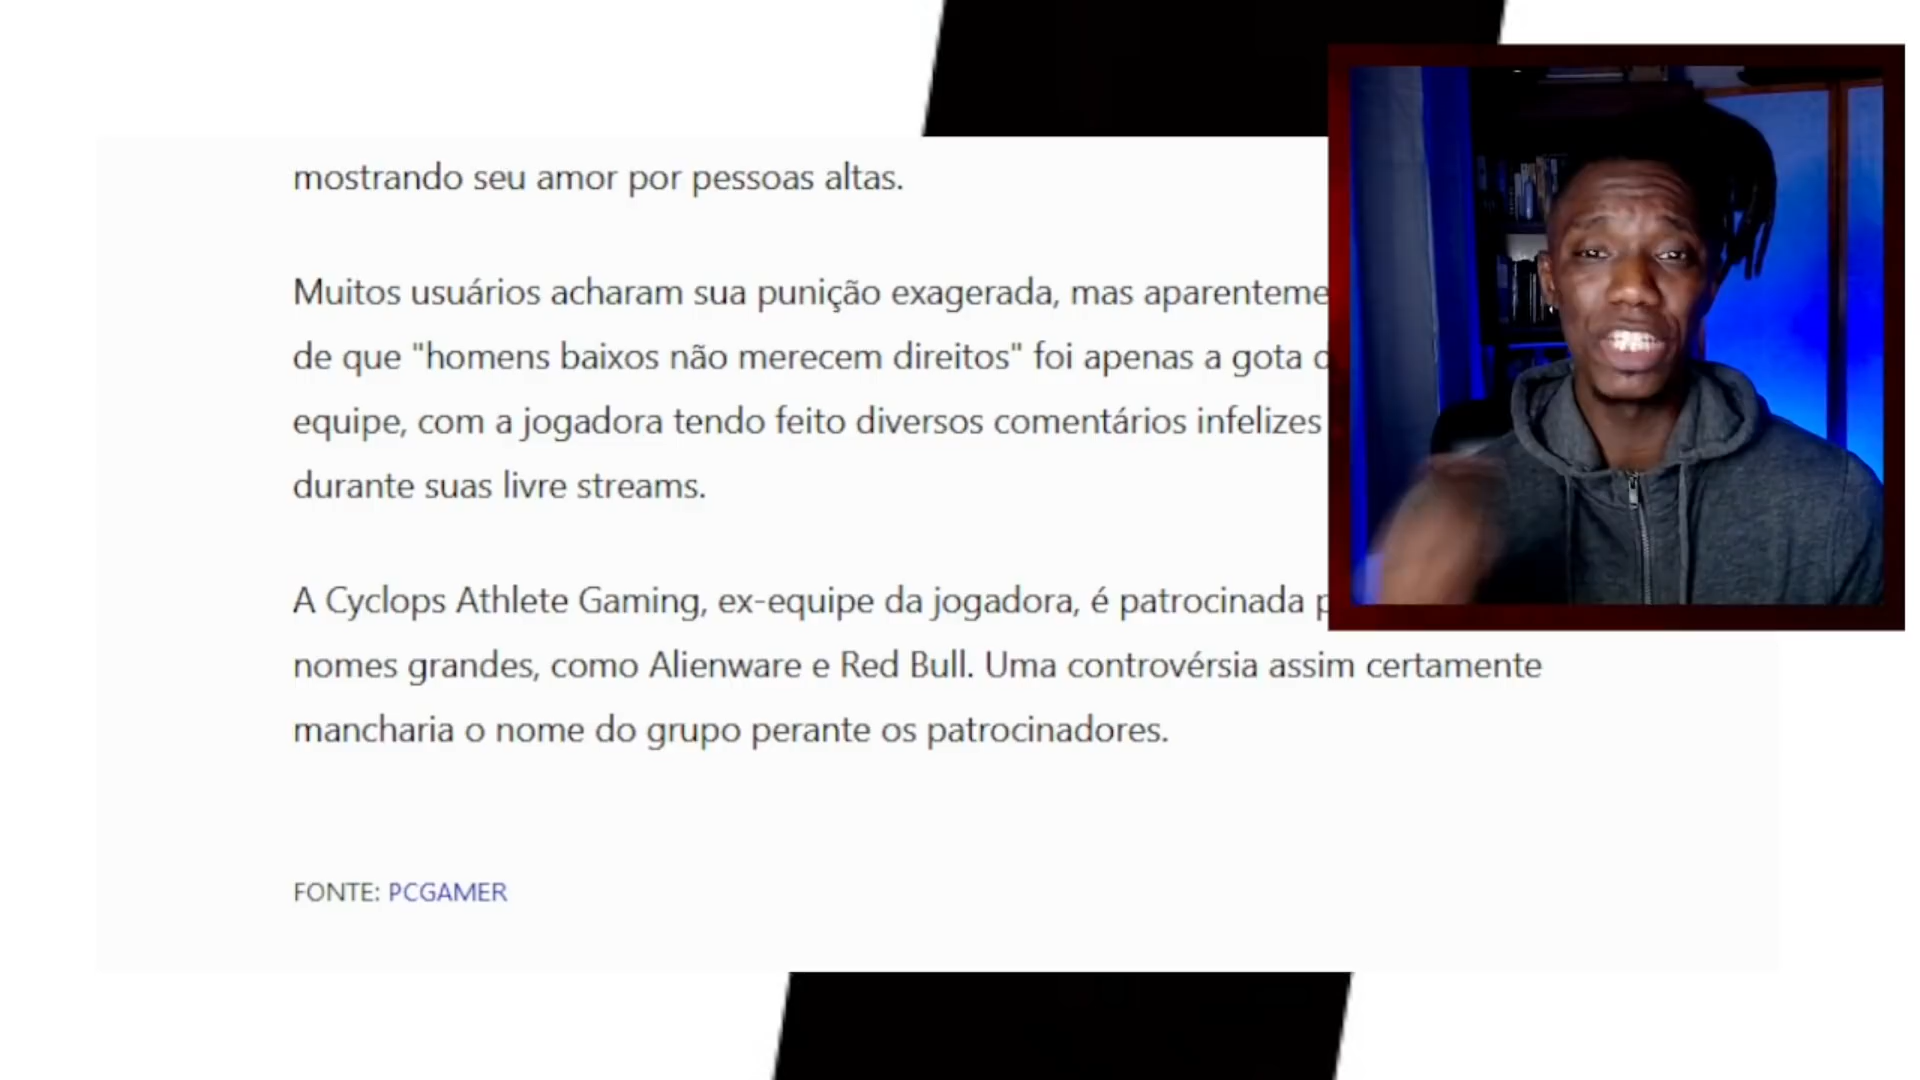 mostrando seu amor por pessoas altas.
Muitos usuários acharam sua punição exagerada, mas
de que "homens baixos não merecem direitos" foi apenas a gota
equipe, com a jogadora tendo feito diversos comentários infelizes
durante suas livre streams.
A Cyclops Athlete Gaming, ex-equipe da jogadora, é patrocinada
nomes grandes, como Alienware e Red Bull. Uma controvérsia assim certamente
mancharia o nome do grupo perante os patrocinadores.
FONTE: PCGAMER